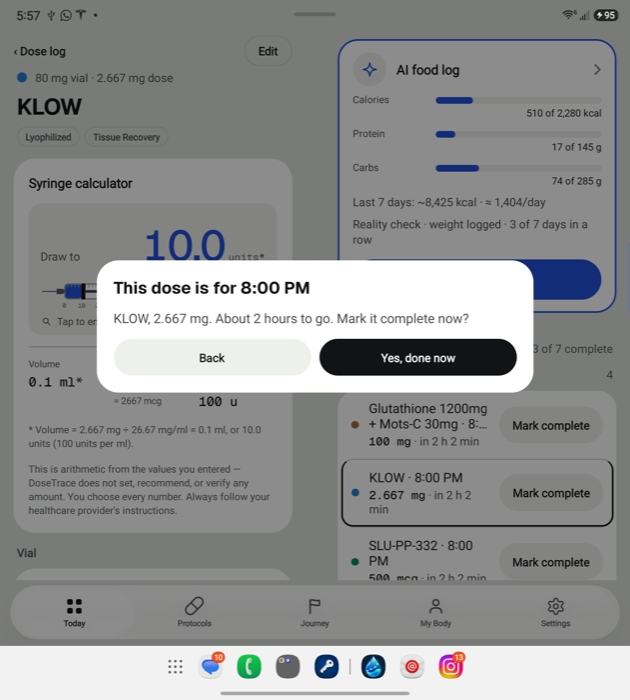 5:57
95
‹ Dose log
Edit
80 mg vial · 2.667 mg dose
KLOW
Lyophilized
Tissue Recovery
Syringe calculator
Draw to
10.0 units*
0 10
Tap to en
Volume
0.1 ml*
= 2667 mcg
100 u
* Volume = 2.667 mg ÷ 26.67 mg/ml = 0.1 ml, or 10.0
units (100 units per ml).
This is arithmetic from the values you entered —
DoseTrace does not set, recommend, or verify any
amount. You choose every number. Always follow your
healthcare provider's instructions.
Vial
AI food log
Calories
510 of 2,280 kcal
Protein
17 of 145 g
Carbs
74 of 285 g
Last 7 days: ~8,425 kcal · ≈ 1,404/day
Reality check · weight logged · 3 of 7 days in a
row
This dose is for 8:00 PM
KLOW, 2.667 mg. About 2 hours to go. Mark it complete now?
Back
Yes, done now
3 of 7 complete
4
Glutathione 1200mg
+ Mots-C 30mg · 8:...
100 mg · in 2 h 2 min
Mark complete
KLOW · 8:00 PM
2.667 mg · in 2 h 2
min
Mark complete
SLU-PP-332 · 8:00
PM
500 mcg · in 2 h 2 min
Mark complete
Today
Protocols
Journey
My Body
Settings
10
13